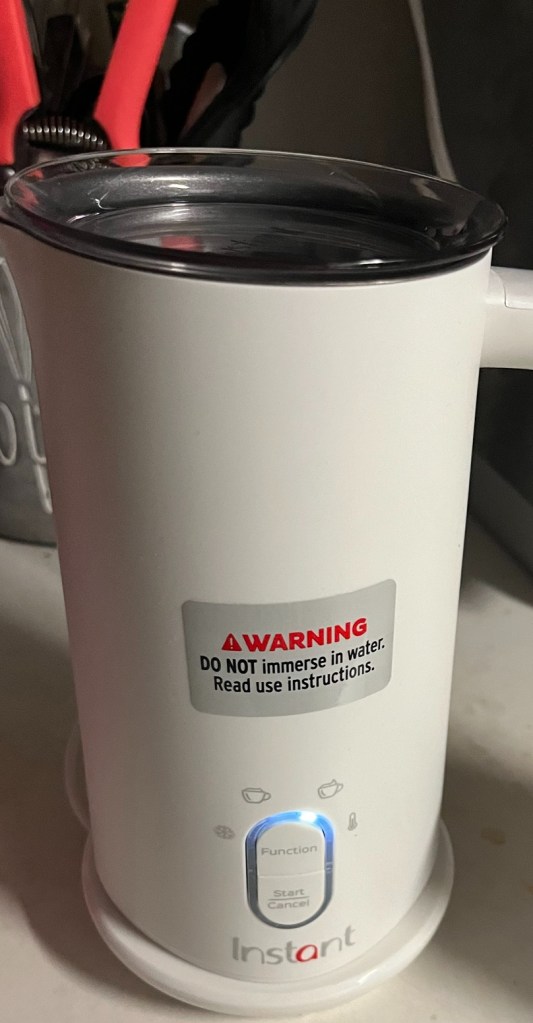 WARNING
DO NOT immerse in water.
Read use instructions.
Function
Start
Cancel
Instant